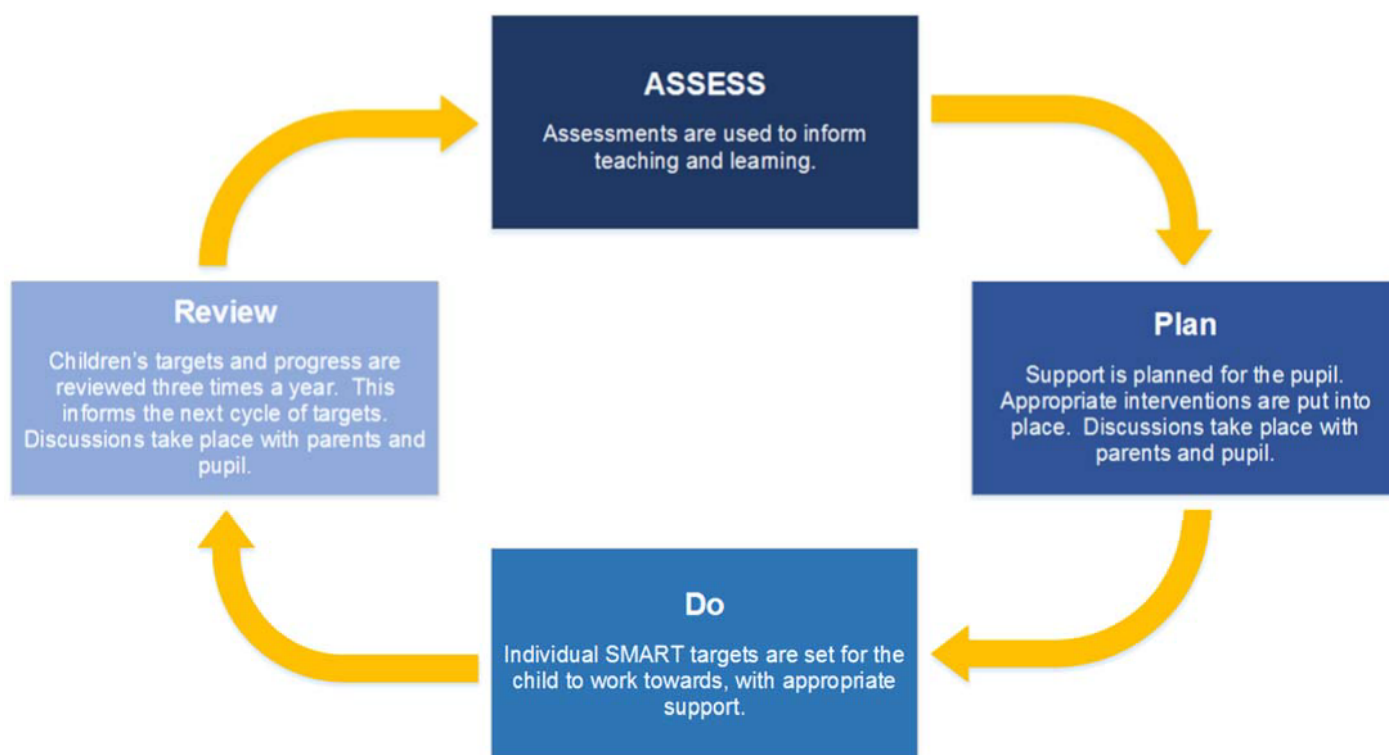 ASSESS
Assessments are used to inform
teaching and learning.
Plan
Support is planned for the pupil.
Appropriate interventions are put into
place.  Discussions take place with
parents and pupil.
Do
Individual SMART targets are set for the
child to work towards, with appropriate
support.
Review
Children’s targets and progress are
reviewed three times a year.  This
informs the next cycle of targets.
Discussions take place with parents and
pupil.